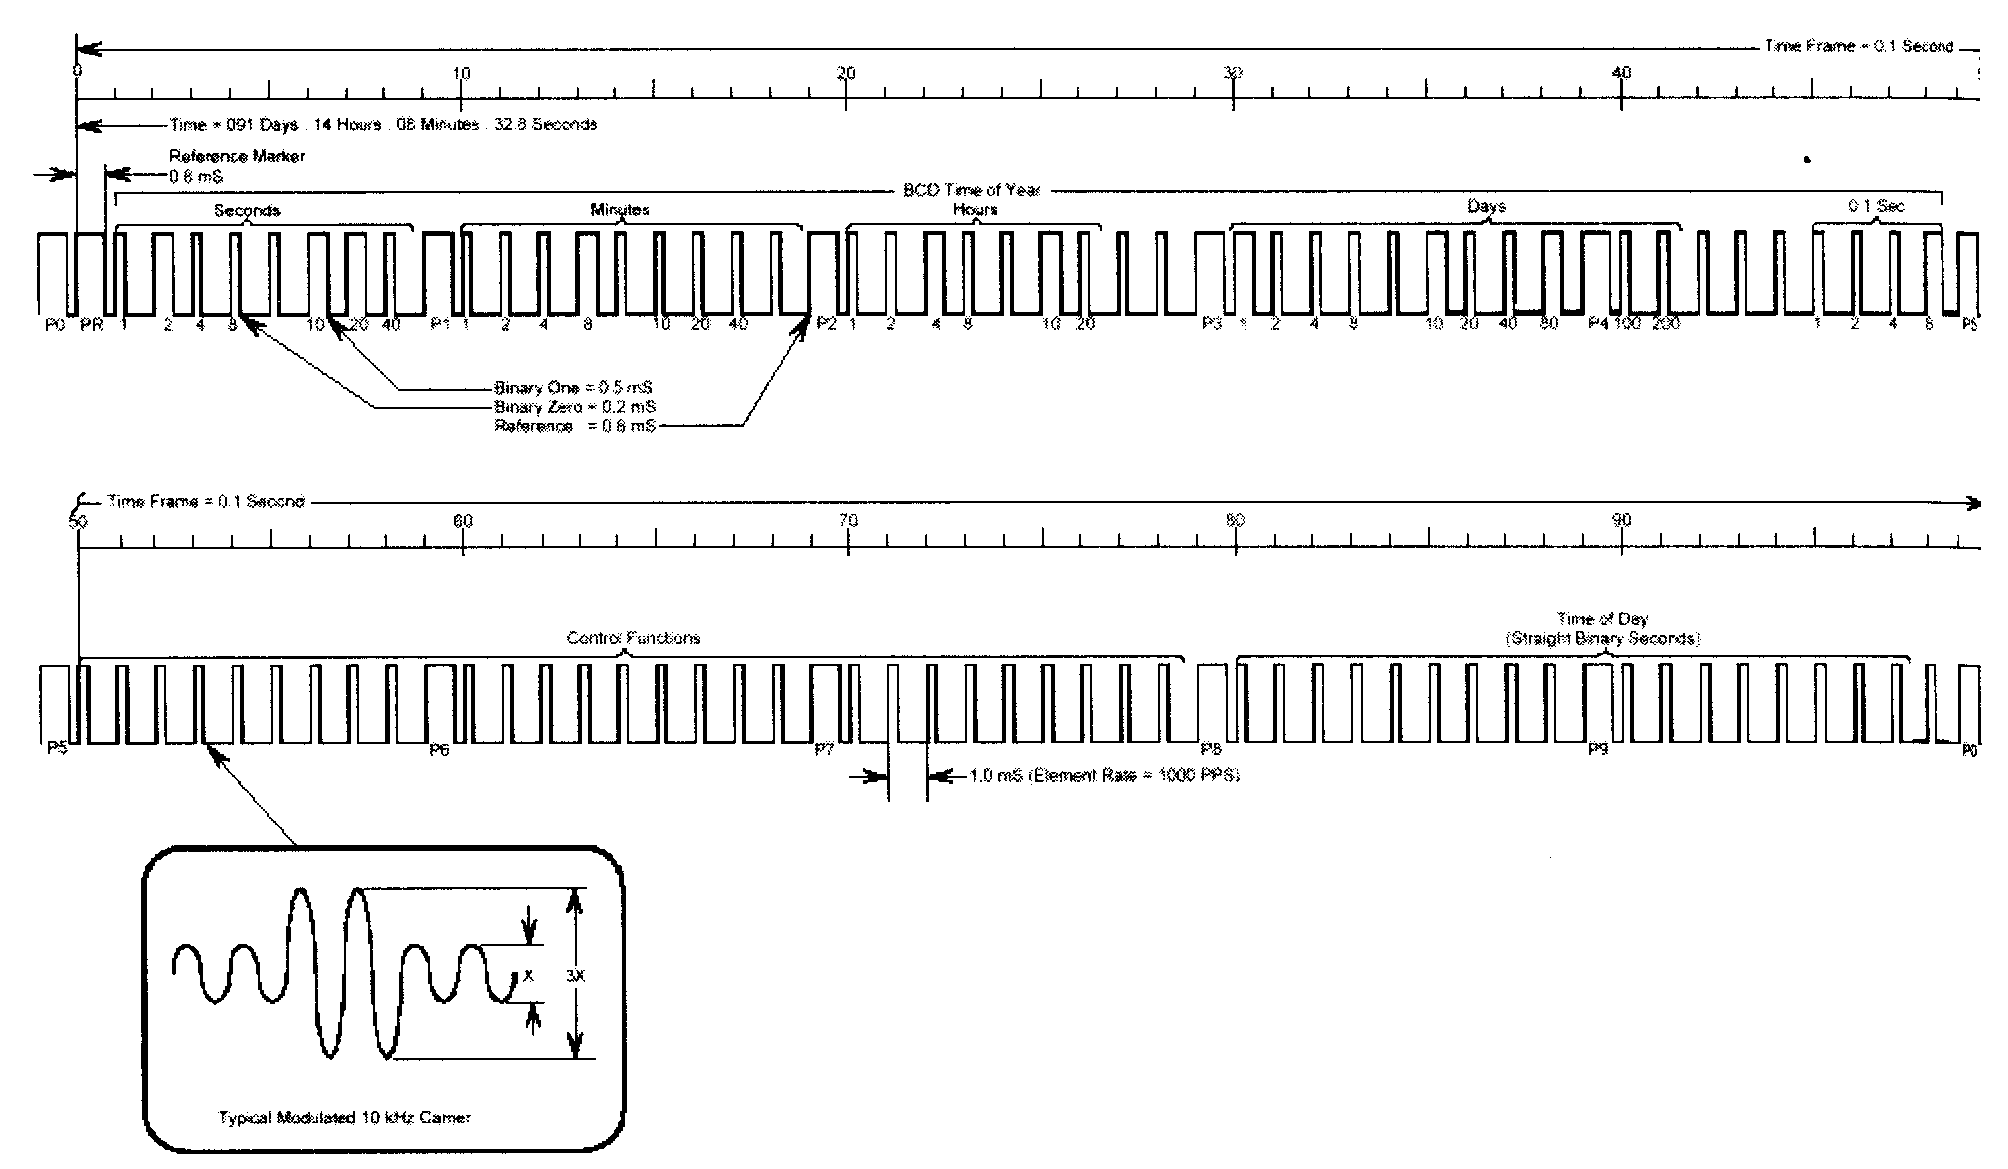 Time Frame = 0.1 Second
0 10 20 30 40
Time = 091 Days . 14 Hours . 08 Minutes . 32.8 Seconds
Reference Marker
0.8 mS
BCD Time of Year
Seconds Minutes Hours Days 0.1 Sec
P0 PR 1 2 4 8 10 20 40 P1 1 2 4 8 10 20 40 P2 1 2 4 8 10 20 P3 1 2 4 8 10 20 40 80 P4 100 200 1 2 4 8 P5
Binary One = 0.5 mS
Binary Zero = 0.2 mS
Reference = 0.8 mS
Time Frame = 0.1 Second
50 60 70 80 90
Control Functions
Time of Day
(Straight Binary Seconds)
P5 P6 P7 P8 P9 P0
1.0 mS (Element Rate = 1000 PPS)
X 3X
Typical Modulated 10 kHz Carrier